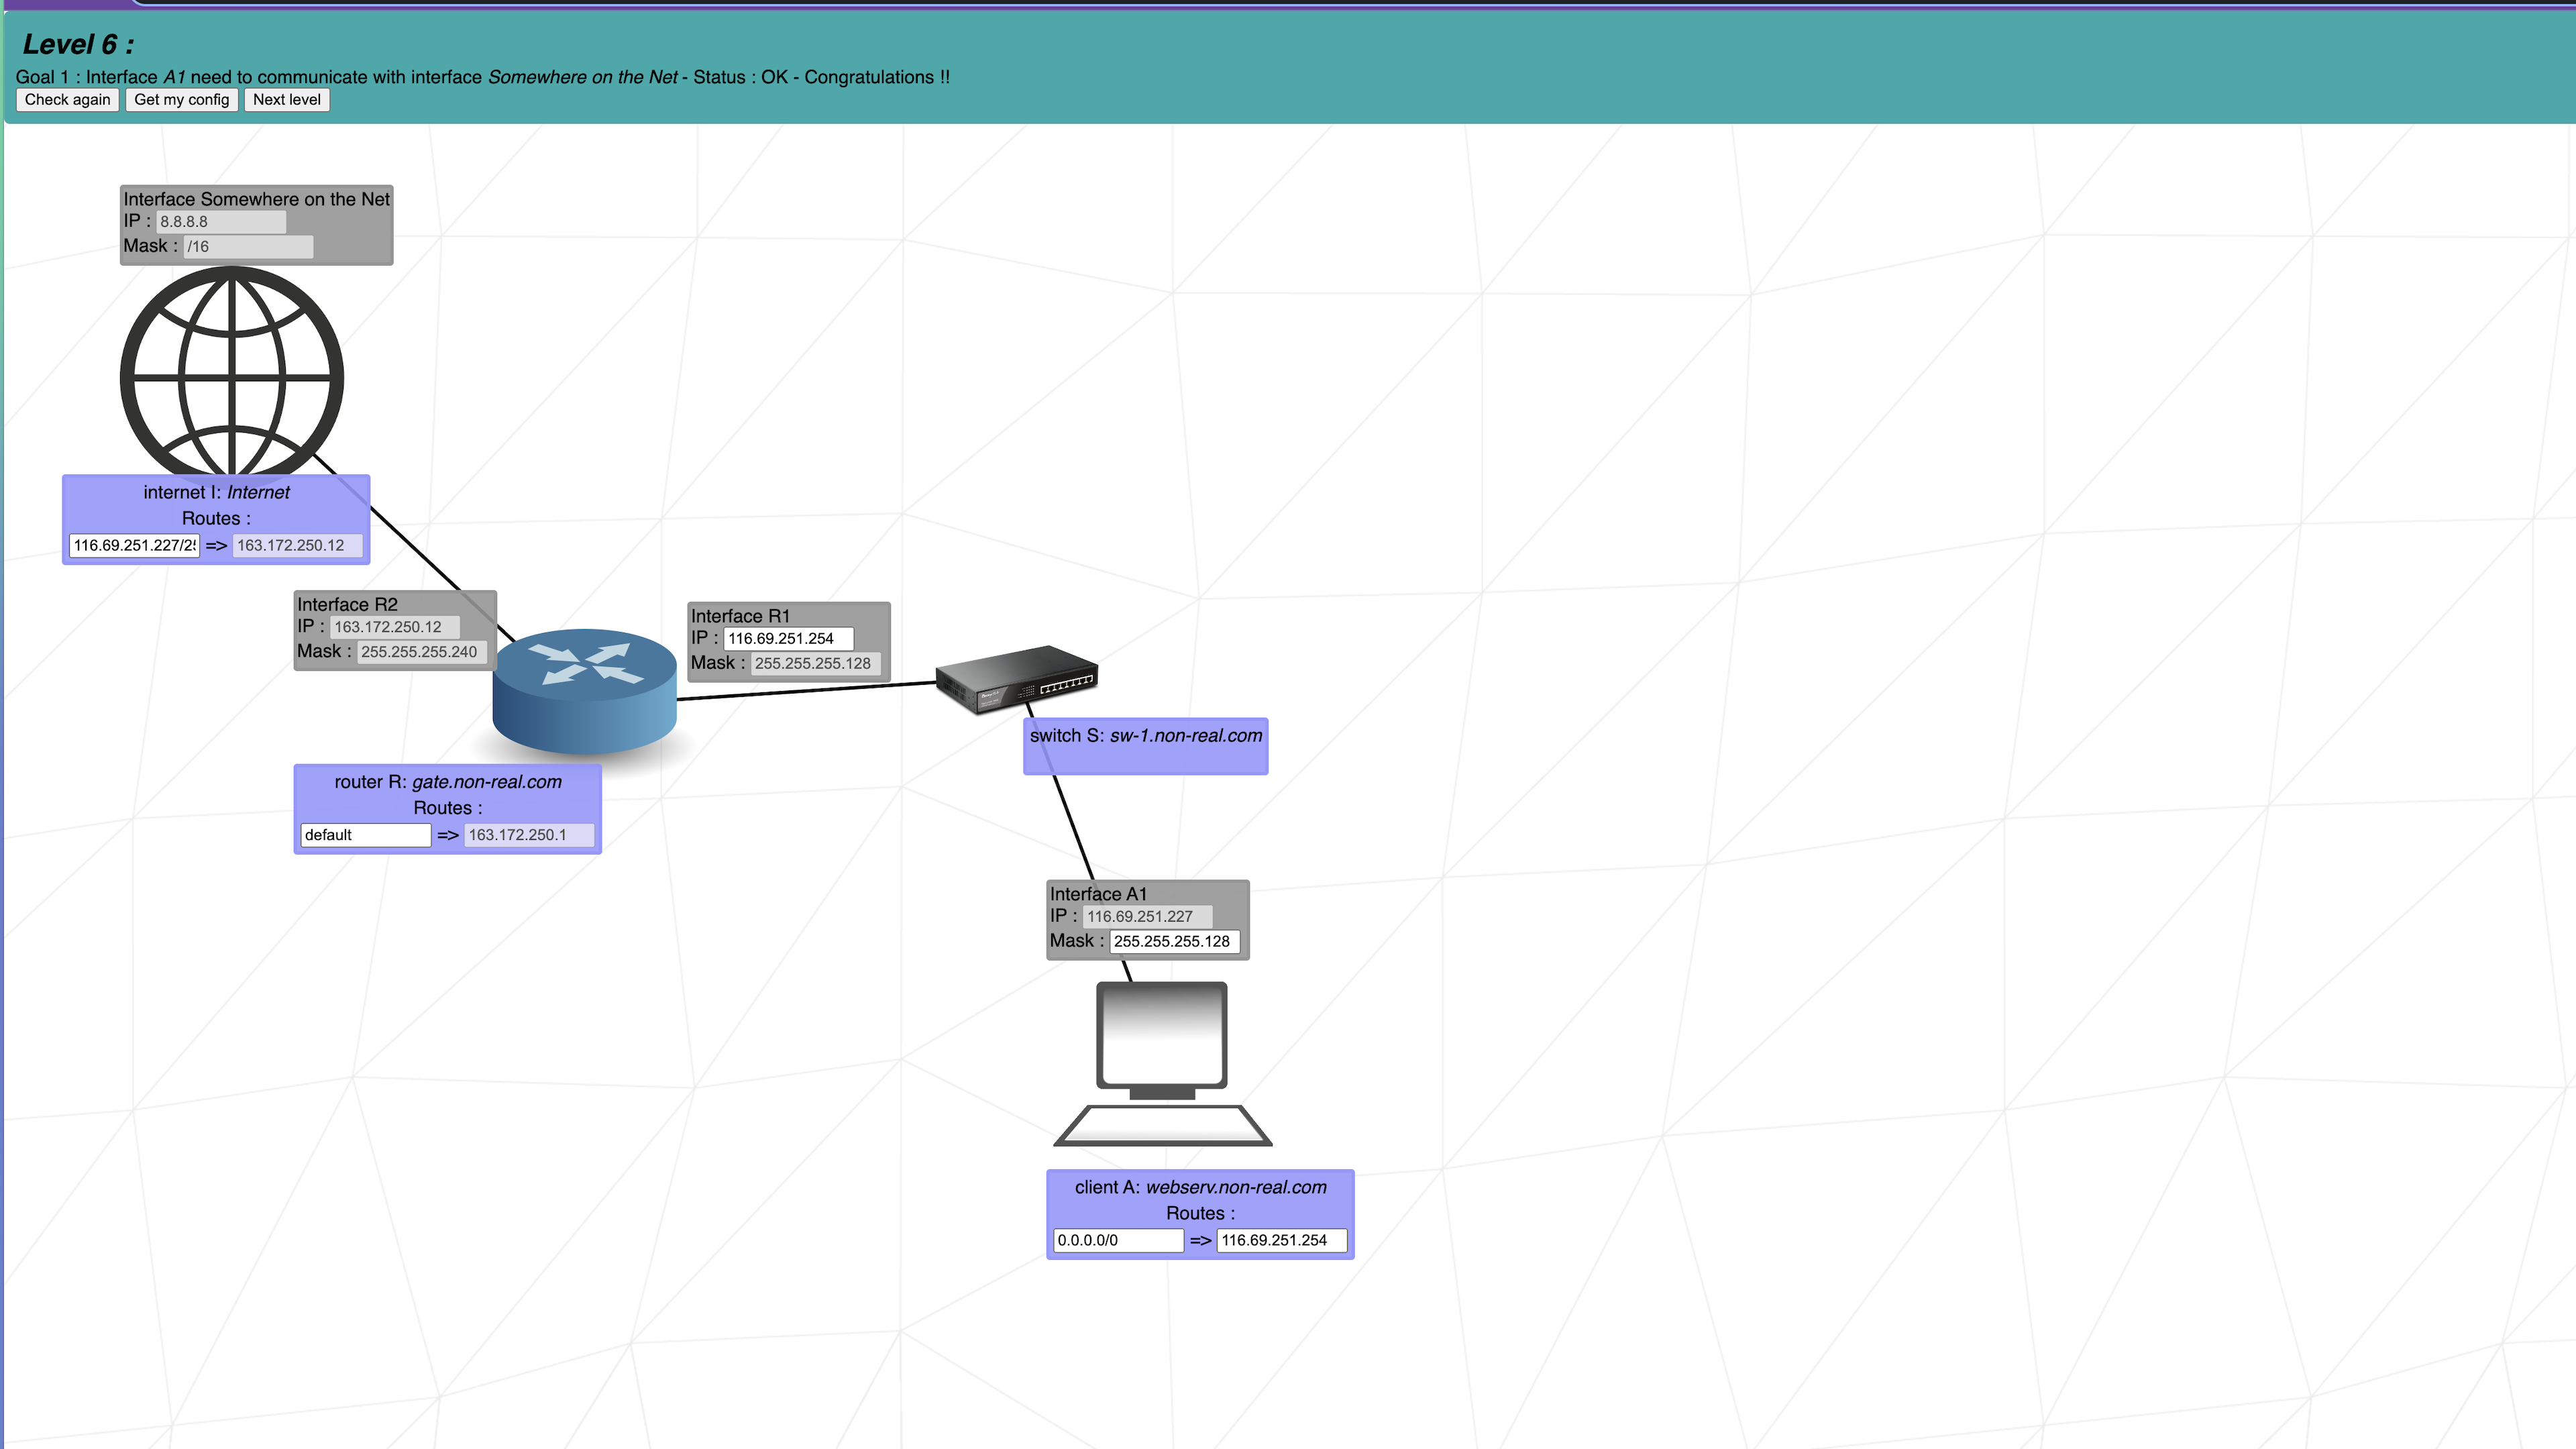 Level 6 :
Goal 1 : Interface A1 need to communicate with interface Somewhere on the Net - Status : OK - Congratulations !!
Check again Get my config Next level
Interface Somewhere on the Net
IP : 8.8.8.8
Mask : /16
internet I: Internet
Routes :
116.69.251.227/2 => 163.172.250.12
Interface R2
IP : 163.172.250.12
Mask : 255.255.255.240
Interface R1
IP : 116.69.251.254
Mask : 255.255.255.128
switch S: sw-1.non-real.com
router R: gate.non-real.com
Routes :
default => 163.172.250.1
Interface A1
IP : 116.69.251.227
Mask : 255.255.255.128
client A: webserv.non-real.com
Routes :
0.0.0.0/0 => 116.69.251.254